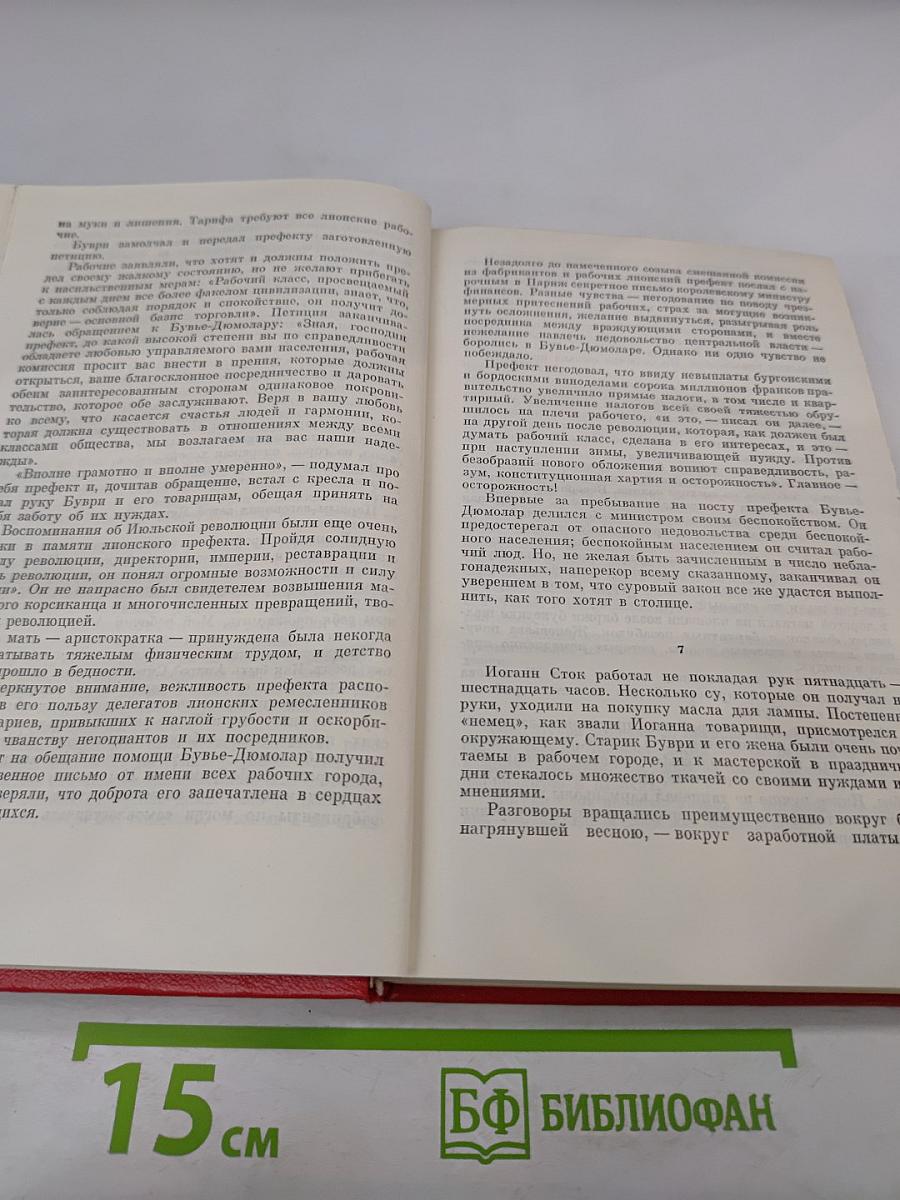 на муки и лишения. Тарифа требуют все лионские рабо-
чие.
Буври замолчал и передал префекту заготовленную
петицию.
Рабочие заявляли, что хотят и должны положить пре-
дел своему жалкому состоянию, но не желают прибегать
к насильственным мерам: «Рабочий класс, просвещаемый
с каждым днем все более факелом цивилизации, знает, что,
только соблюдая порядок и спокойствие, он получит до-
верие — основной базис торговли». Петиция заканчива-
лась обращением к Бувье-Дюмолару: «Зная, господин
префект, до какой высокой степени вы по справедливости
обладаете любовью управляемого вами населения, рабочая
комиссия просит вас внести в прения, которые должны
открыться, ваше благосклонное посредничество и даровать
обеим заинтересованным сторонам одинаковое покрови-
тельство, которое обе заслуживают. Веря в вашу любовь
ко всему, что касается счастья людей и гармонии, ко-
торая должна существовать в отношениях между всеми
классами общества, мы возлагаем на вас наши наде-
жды».
«Вполне грамотно и вполне умеренно», — подумал про
ебя префект и, дочитав обращение, встал с кресла и по-
ал руку Буври и его товарищам, обещая принять на
бя заботу об их нуждах.
Воспоминания об Июльской революции были еще очень
ки в памяти лионского префекта. Пройдя солидную
лу революции, директории, империи, реставрации и
ь революции, он понял огромные возможности и силу
ии». Он не напрасно был свидетелем возвышения ма-
ого корсиканца и многочисленных превращений, тво-
х революцией.
мать — аристократка — принуждена была некогда
атывать тяжелым физическим трудом, и детство
прошло в бедности.
еркнутое внимание, вежливость префекта распо-
в его пользу делегатов лионских ремесленников
ариев, привыкших к наглой грубости и оскорби-
чванству негоциантов и их посредников.
т на обещание помощи Бувье-Дюмолар получил
венное письмо от имени всех рабочих города,
веряли, что доброта его запечатлена в сердцах
щихся.
Незадолго до намеченного созыва смешанной комиссии
из фабрикантов и рабочих лионский префект послал с на-
рочным в Париж секретное письмо королевскому министру
финансов. Разные чувства — негодование по поводу чрез-
мерных притеснений рабочих, страх за могущие возник-
нуть осложнения, желание выдвинуться, разыгрывая роль
посредника между враждующими сторонами, и вместе
нежелание навлечь недовольство центральной власти —
боролись в Бувье-Дюмоларе. Однако ни одно чувство не
побеждало.
Префект негодовал, что ввиду невыплаты бургонскими
и бордоскими виноделами сорока миллионов франков пра-
вительство увеличило прямые налоги, в том числе и квар-
тирный. Увеличение налогов всей своей тяжестью обру-
шилось на плечи рабочего, «и это, — писал он далее, —
на другой день после революции, которая, как должен был
думать рабочий класс, сделана в его интересах, и это —
при наступлении зимы, увеличивающей нужду. Против
безобразий нового обложения вопиют справедливость, ра-
зум, конституционная хартия и осторожность». Главное —
осторожность!
Впервые за пребывание на посту префекта Бувье-
Дюмолар делился с министром своим беспокойством. Он
предостерегал от опасного недовольства среди беспокой-
ного населения; беспокойным населением он считал рабо-
чий люд. Но, не желая быть зачисленным в число небла-
гонадежных, наперекор всему сказанному, заканчивал он
уверением в том, что суровый закон все же удастся выпол-
нить, как того хотят в столице.
7
Иоганн Сток работал не покладая рук пятнадцать —
шестнадцать часов. Несколько су, которые он получал н
руки, уходили на покупку масла для лампы. Постепенн
«немец», как звали Иоганна товарищи, присмотрелся
окружающему. Старик Буври и его жена были очень поч
таемы в рабочем городе, и к мастерской в праздничн
дни стекалось множество ткачей со своими нуждами и
мнениями.
Разговоры вращались преимущественно вокруг б
нагрянувшей весною, — вокруг заработной платы
15 см
БФ БИБЛИОФАН